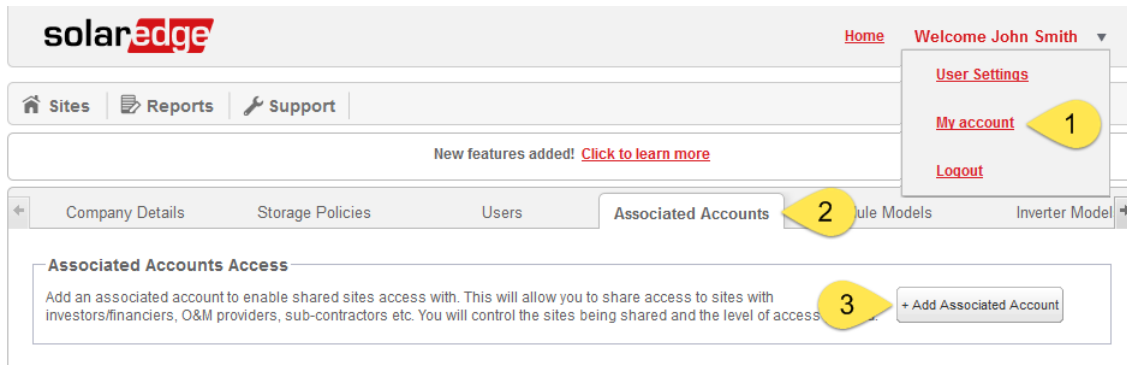 solaredge
Home Welcome John Smith
User Settings
My account
1
Logout
Sites Reports Support
New features added! Click to learn more
Company Details Storage Policies Users Associated Accounts 2 Models Inverter Model
Associated Accounts Access
Add an associated account to enable shared sites access with. This will allow you to share access to sites with
investors/financiers, O&M providers, sub-contractors etc. You will control the sites being shared and the level of access
3
+ Add Associated Account